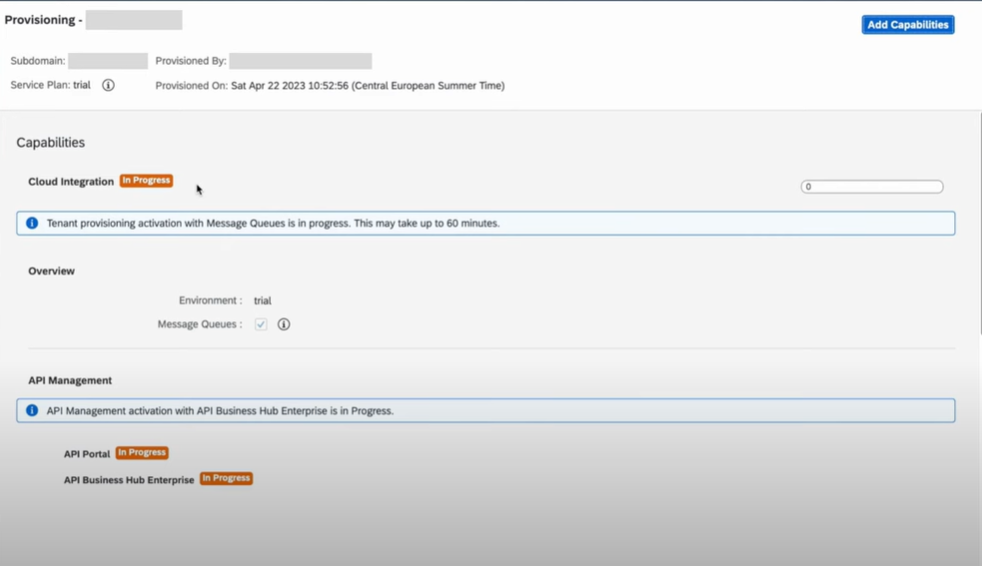 Provisioning -
Add Capabilities
Subdomain: Provisioned By:
Service Plan: trial Provisioned On: Sat Apr 22 2023 10:52:56 (Central European Summer Time)
Capabilities
Cloud Integration In Progress
0
Tenant provisioning activation with Message Queues is in progress. This may take up to 60 minutes.
Overview
Environment : trial
Message Queues :
API Management
API Management activation with API Business Hub Enterprise is in Progress.
API Portal In Progress
API Business Hub Enterprise In Progress